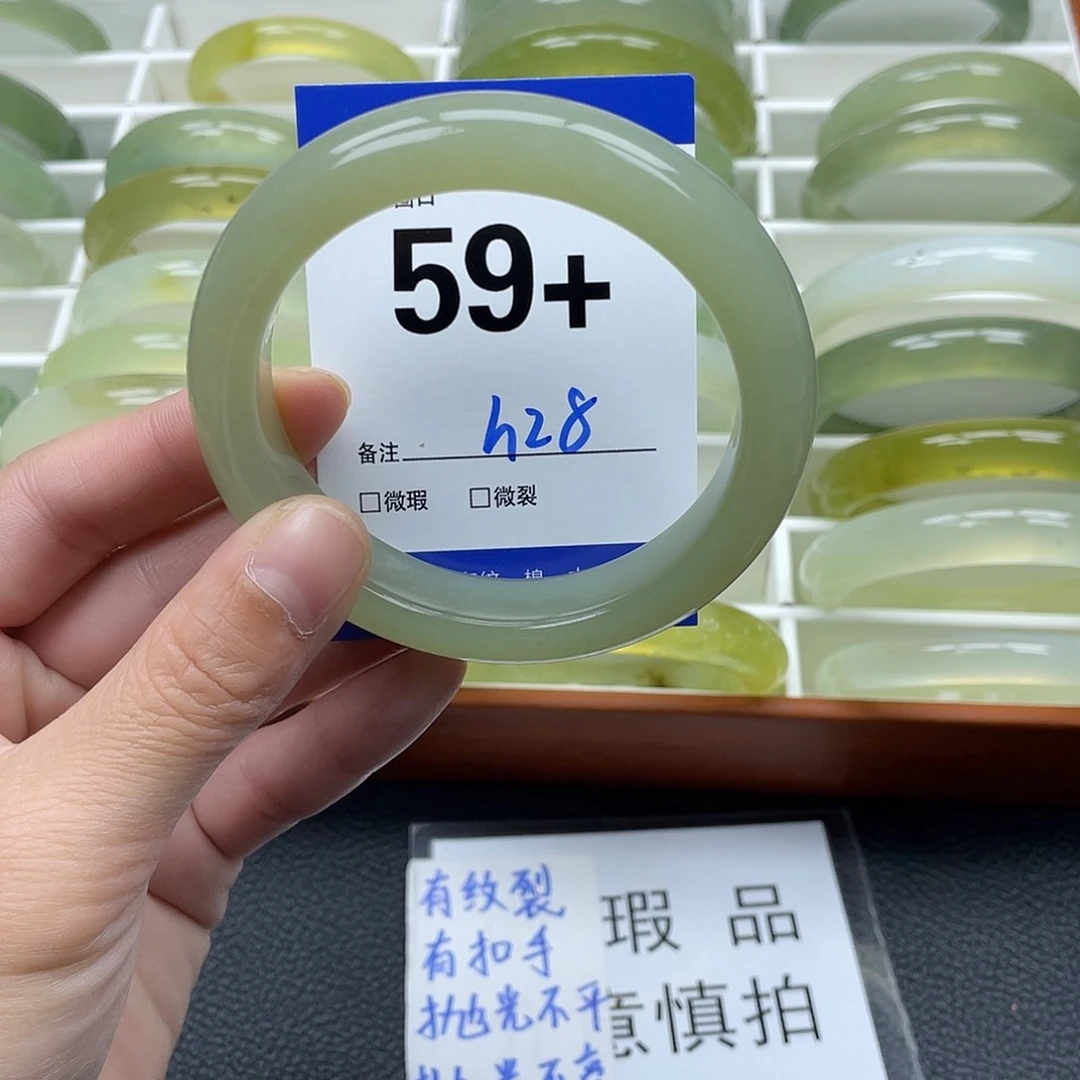 59+
备注 h28
□微瑕 □微裂
有纹裂
有扣手
抛光不平
瑕 品
意慎拍